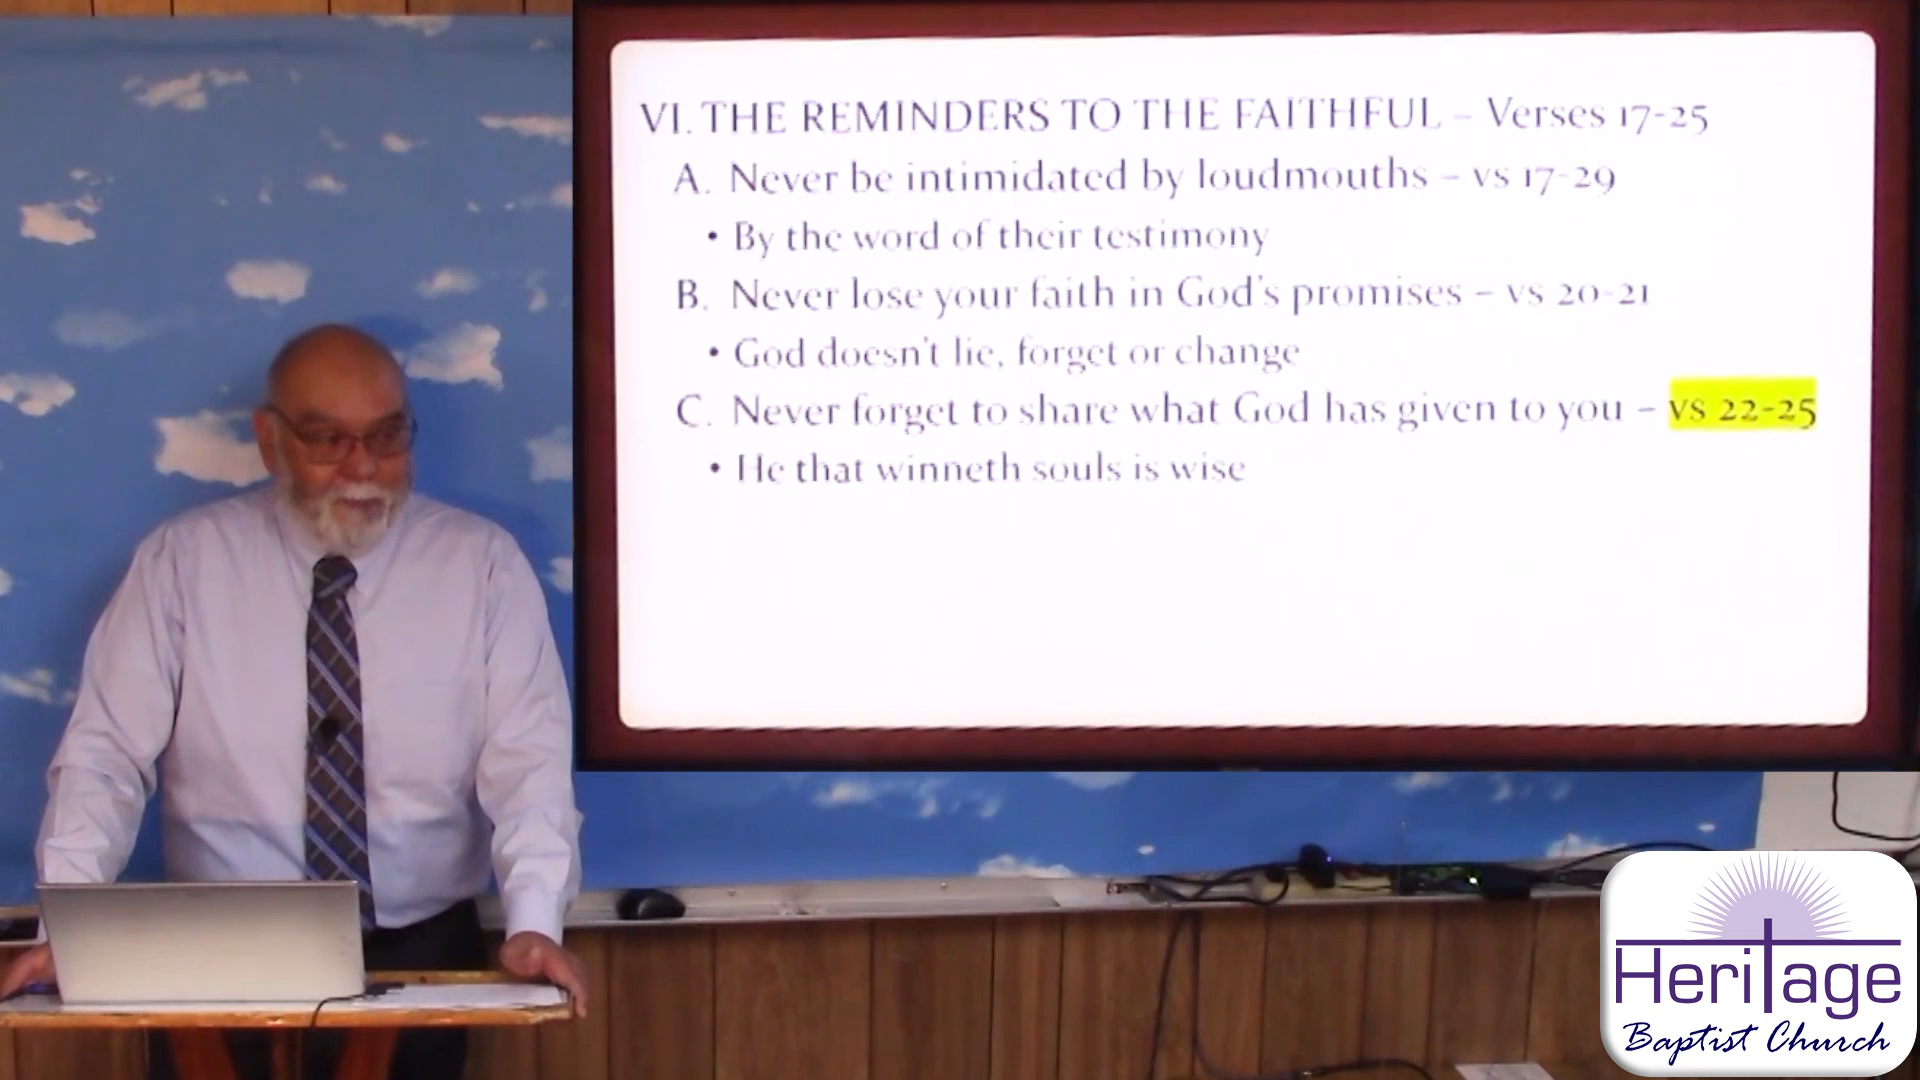 VI. THE REMINDERS TO THE FAITHFUL – Verses 17-25
A. Never be intimidated by loudmouths – vs 17-29
• By the word of their testimony
B. Never lose your faith in God's promises – vs 20-21
• God doesn't lie, forget or change
C. Never forget to share what God has given to you – vs 22-25
• He that winneth souls is wise
Heritage
Baptist Church